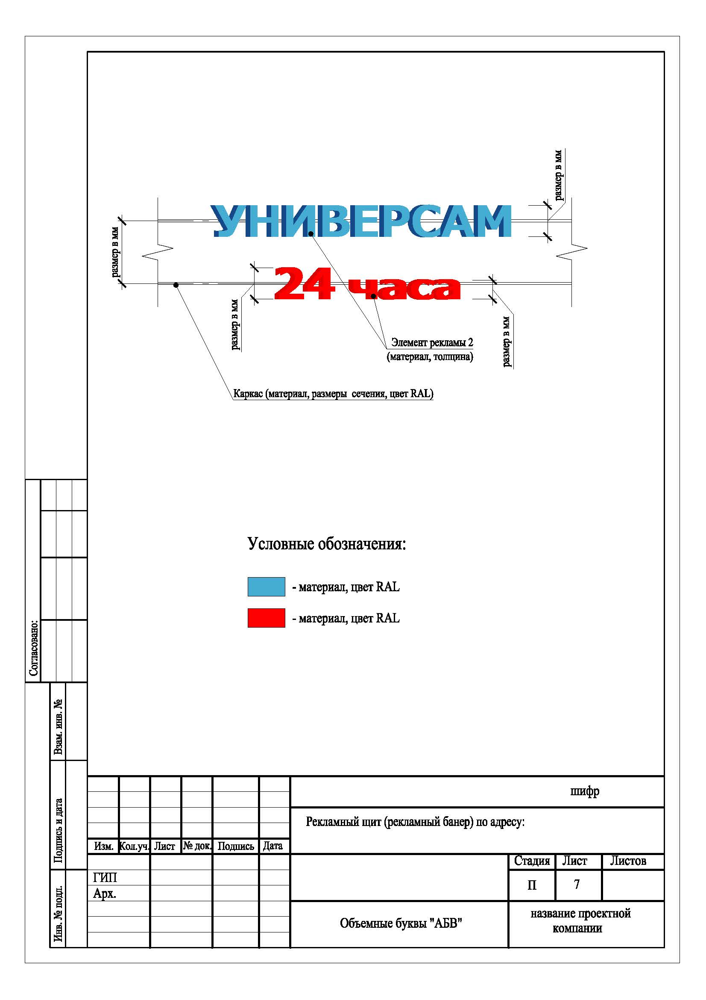 размер в мм
УНИВЕРСАМ
размер в мм
24 часа
размер в мм
размер в мм
Элемент рекламы 2
(материал, толщина)
Каркас (материал, размеры сечения, цвет RAL)
Условные обозначения:
- материал, цвет RAL
- материал, цвет RAL
Согласовано:
Взам. инв. №
Подпись и дата
Инв. № подл.
шифр
Рекламный щит (рекламный банер) по адресу:
Изм. Кол.уч. Лист № док. Подпись Дата
Стадия Лист Листов
ГИП
П 7
Арх.
Объемные буквы "АБВ"
название проектной
компании